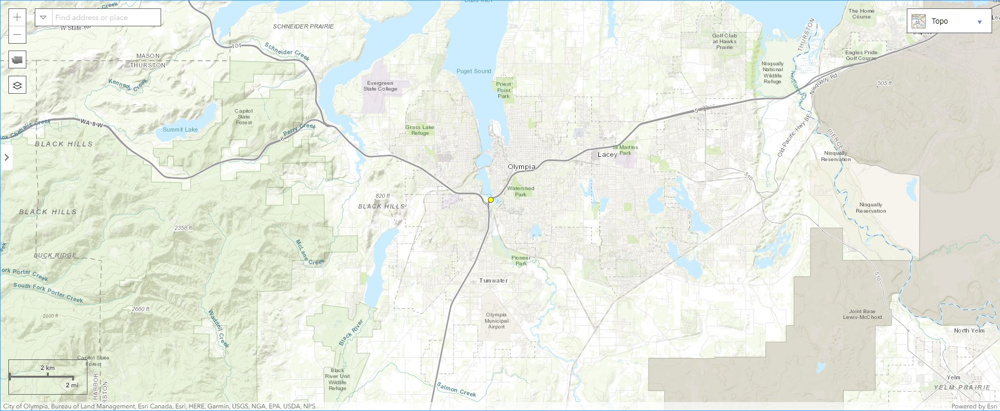 Budd Inlet
Find address or place
W-State-Ro
Creek
SCHNEIDER PRAIRIE
The Home
Course
Topo
Lew
Dupont
101
Schneider Creek
Golf Club
at Hawks
Prairie
THURSTON
Eagles Pride
Golf Course
MASON
THURSTON
Puget Sound
Nisqually
National
Wildlife
Refuge
Nisqually Rd
Kennedy Creek
Evergreen
State College
Priest
Point
Park
505 ft
Capitol
State
Forest
5
WA-8-W
Fox Chehalis Creek
Summit Lake
Perry Creek
8
Grass Lake
Refuge
Old-Pacific-Hwy-SE
PIERCE
BLACK HILLS
St Martins
Park
Lacey
Nisqually
Reservation
Olympia
510
Watershed
Park
820 ft
BLACK HILLS
Nisqually
Reservation
BLACK HILLS
2358 ft
McLane Creek
BUCK RIDGE
Pioneer
Park
ork Porter Creek
South Fork Porter Creek
510
Tumwater
2660 ft
2000 ft
Waddell Creek
Olympia
Municipal
Airport
Joint Base
Lewis-McChord
Black River
North Yelm
Capitol State
Forest
2 km
2 mi
HARBOR
RSTON
Black
River Unit
Wildlife
Refuge
Salmon Creek
Yelm
YELM PRAIRIE
City of Olympia, Bureau of Land Management, Esri Canada, Esri, HERE, Garmin, USGS, NGA, EPA, USDA, NPS
Powered by Esri